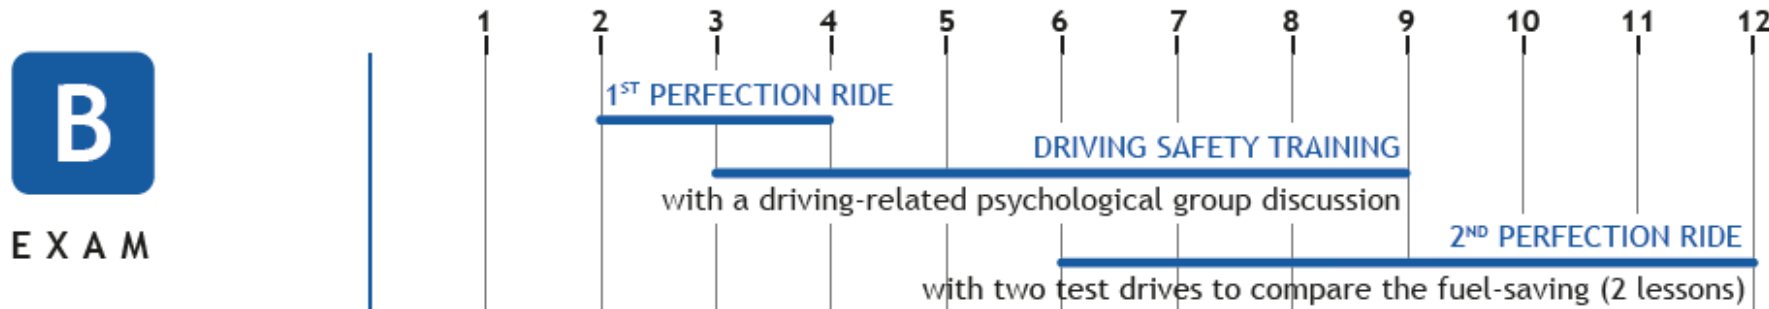 1 2 3 4 5 6 7 8 9 10 11 12
B
1ST PERFECTION RIDE
DRIVING SAFETY TRAINING
with a driving-related psychological group discussion
EXAM
2ND PERFECTION RIDE
with two test drives to compare the fuel-saving (2 lessons)